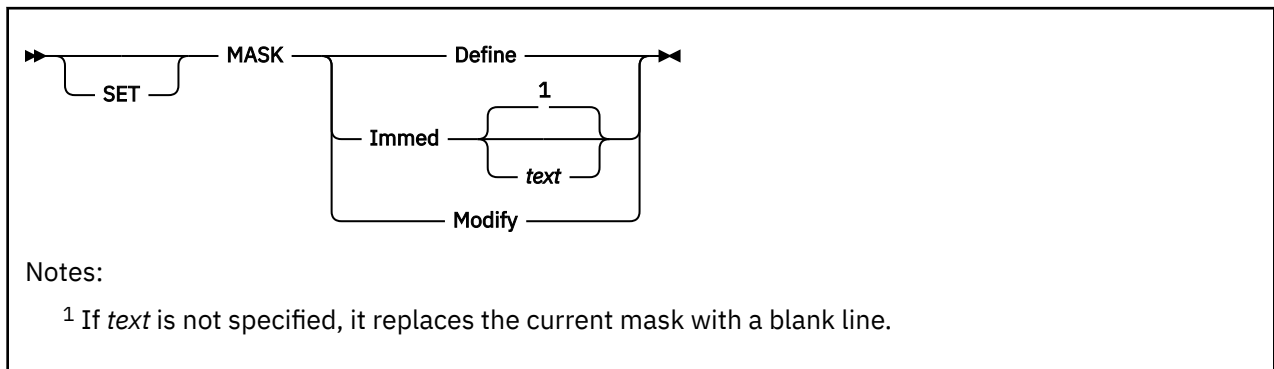 MASK Define
SET
1
Immed
text
Modify
Notes:
1 If text is not specified, it replaces the current mask with a blank line.